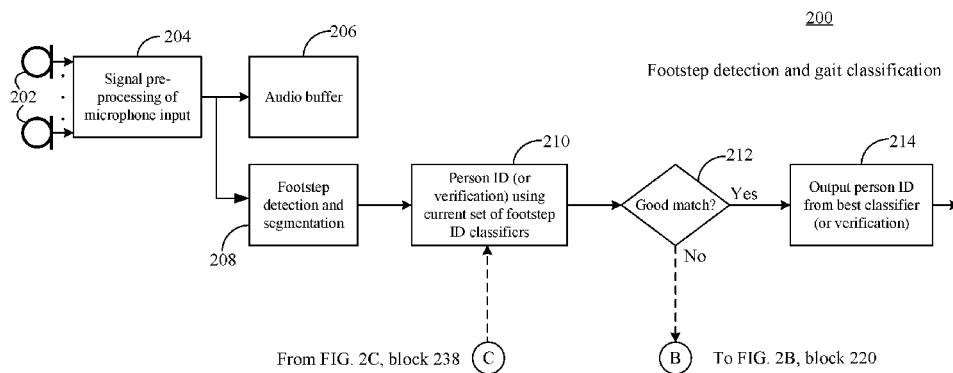 200
Footstep detection and gait classification
202
204
Signal pre-
processing of
microphone input
206
Audio buffer
208
Footstep
detection and
segmentation
210
Person ID (or
verification) using
current set of footstep
ID classifiers
212
Good match?
Yes
No
214
Output person ID
from best classifier
(or verification)
From FIG. 2C, block 238
C
B
To FIG. 2B, block 220